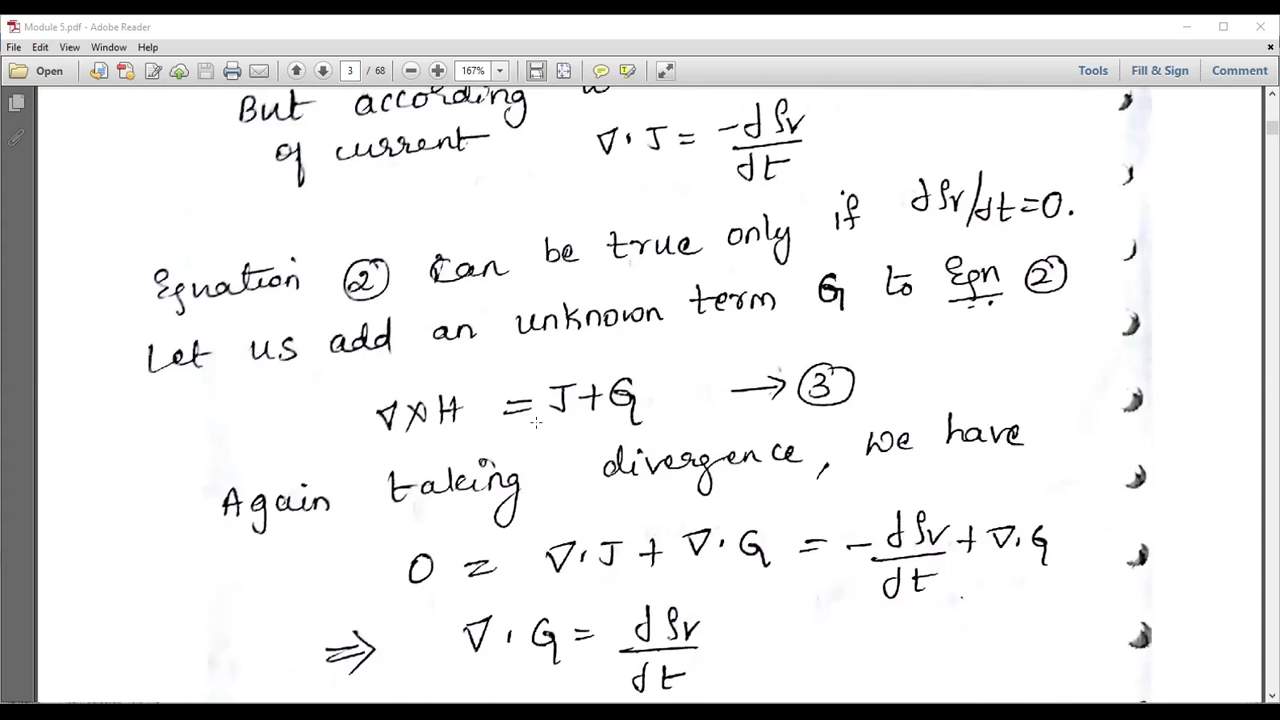 Module 5.pdf - Adobe Reader
File Edit View Window Help
Open 3 / 68 167% Tools Fill & Sign Comment
But according
of current ∇·J = -dρv/dt
Equation ② can be true only if dρv/dt=0.
Let us add an unknown term G to Eqn ②
∇×H = J+G → ③
Again taking divergence, we have
0 = ∇·J + ∇·G = -dρv/dt + ∇·G
⇒ ∇·G = dρv/dt